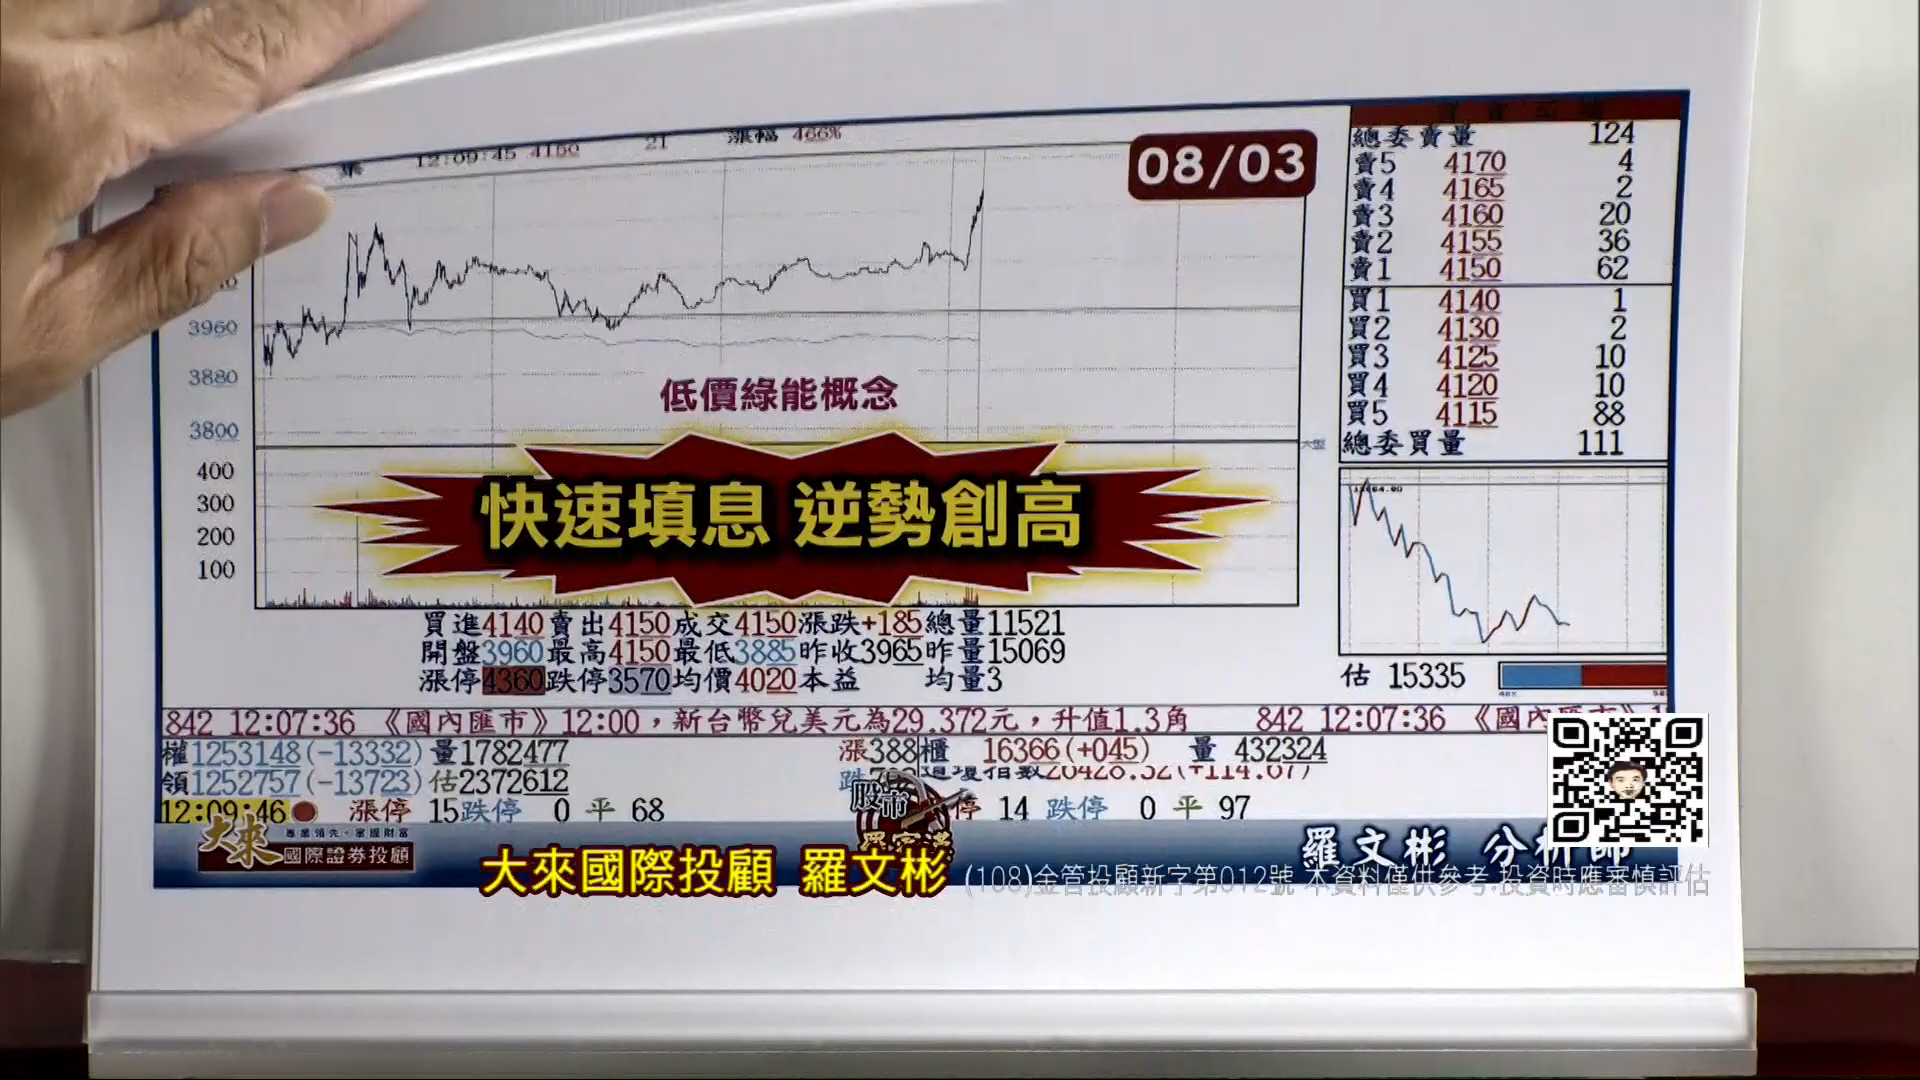 12:09:45 4150 21 漲幅 466%
08/03
3960
3880
3800
400
300
200
100
低價綠能概念
快速填息 逆勢創高
總委賣量 124
賣5 4170 4
賣4 4165 2
賣3 4160 20
賣2 4155 36
賣1 4150 62
買1 4140 1
買2 4130 2
買3 4125 10
買4 4120 10
買5 4115 88
總委買量 111
大盤
估 15335
買進4140 賣出4150 成交4150 漲跌+185 總量11521
開盤3960 最高4150 最低3885 昨收3965 昨量15069
漲停4360 跌停3570 均價4020 本益 均量3
842 12:07:36 《國內匯市》12:00，新台幣兌美元為29.372元，升值1.3角 842 12:07:36 《國內匯市》
權1253148(-13332) 量1782477 漲388 櫃 16366(+045) 量 432324
領1252757(-13723) 估2372612
12:09:46 漲停 15 跌停 0 平 68 停 14 跌停 0 平 97
大來 專業領先·掌握財富
國際證券投顧
股市
羅文彬 分析師
大來國際投顧 羅文彬
(108)金管投顧新字第012號 本資料僅供參考.投資時應審慎評估